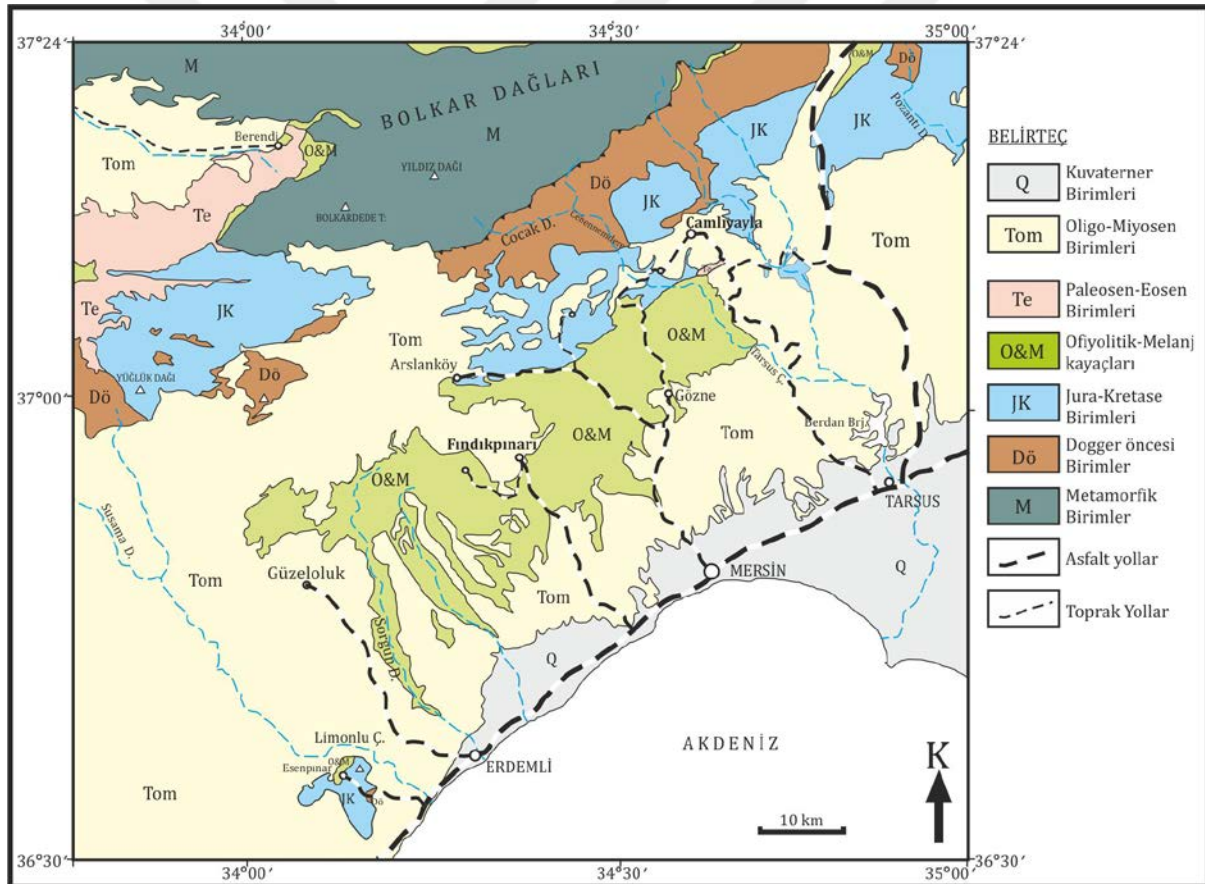 34°00′ 34°30′ 35°00′
37°24′ 37°24′
M
BOLKAR DAĞLARI
O&M
Dö
Pozantı D.
JK
JK
M
Berendi
O&M
Tom
YILDIZ DAĞI
Dö
BOLKARDEDE T:
JK
Te
Cocak D.
Cehennemdere
Çamlıyayla
Tom
Te
JK
Te
Tom
O&M
Arslanköy
Tarsus Ç.
YÜĞLÜK DAĞI
Dö
Dö
37°00′
Gözne
Tom
Berdan Brj.
Fındıkpınarı
O&M
O&M
TARSUS
Susama D.
Tom
Güzeloluk
MERSİN
Q
Tom
Sorgun D.
Q
Limonlu Ç.
AKDENİZ
ERDEMLİ
Esenpınar
O&M
Tom
JK
Dö
K
10 km
36°30′ 36°30′
34°00′ 34°30′ 35°00′
BELİRTEÇ
Q Kuvaterner
Birimleri
Tom Oligo-Miyosen
Birimleri
Te Paleosen-Eosen
Birimleri
O&M Ofiyolitik-Melanj
kayaçları
JK Jura-Kretase
Birimleri
Dö Dogger öncesi
Birimler
M Metamorfik
Birimler
Asfalt yollar
Toprak Yollar